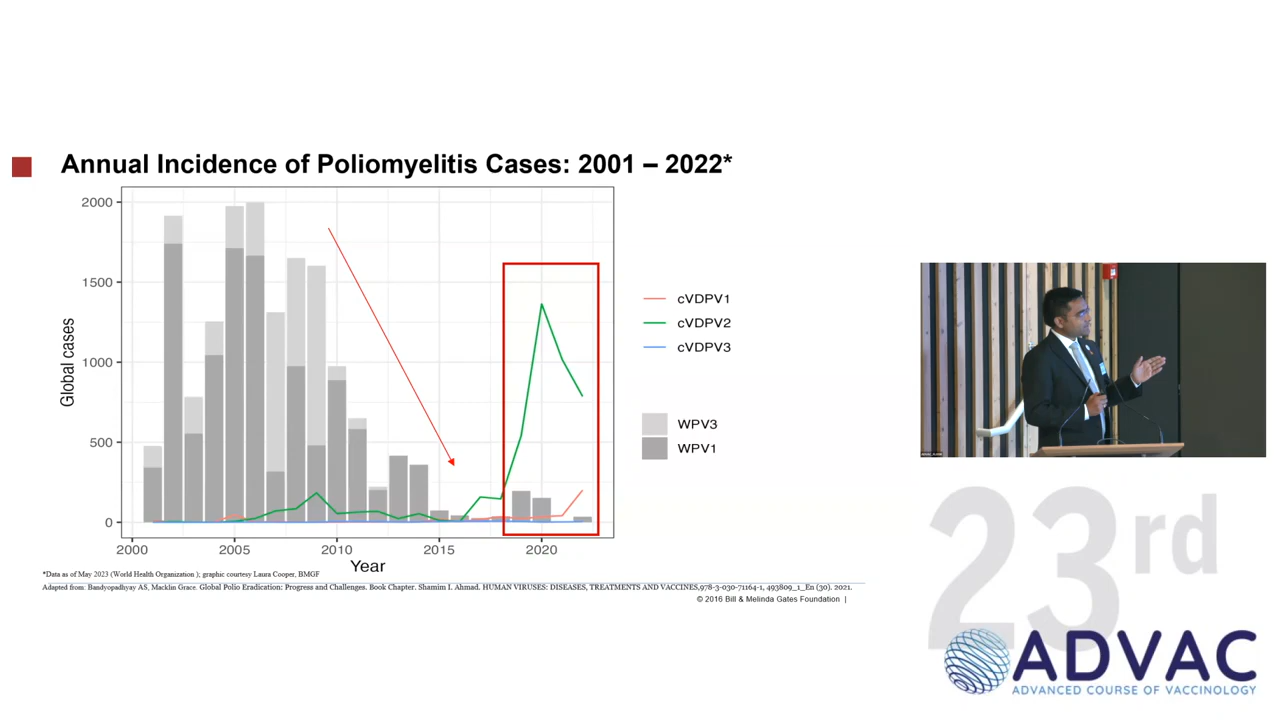 Annual Incidence of Poliomyelitis Cases: 2001 – 2022*
2000
1500
1000
500
0
Global cases
2000
2005
2010
2015
2020
Year
cVDPV1
cVDPV2
cVDPV3
WPV3
WPV1
*Data as of May 2023 (World Health Organization ); graphic courtesy Laura Cooper, BMGF
Adapted from: Bandyopadhyay AS, Macklin Grace. Global Polio Eradication: Progress and Challenges. Book Chapter. Shamim I. Ahmad. HUMAN VIRUSES: DISEASES, TREATMENTS AND VACCINES,978-3-030-71164-1, 493809_1_En (30). 2021.
© 2016 Bill & Melinda Gates Foundation |
23rd
ADVAC
ADVANCED COURSE OF VACCINOLOGY